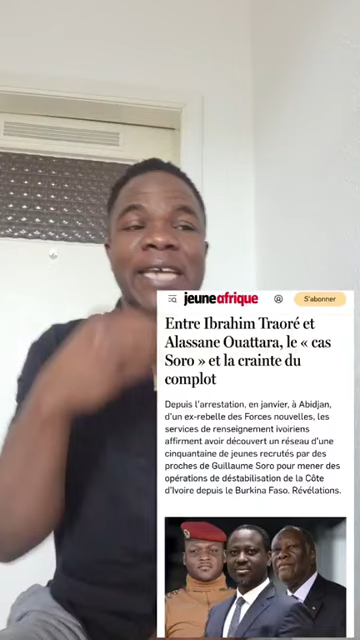 jeuneafrique
S'abonner
Entre Ibrahim Traoré et
Alassane Ouattara, le « cas
Soro » et la crainte du
complot
Depuis l'arrestation, en janvier, à Abidjan,
d'un ex-rebelle des Forces nouvelles, les
services de renseignement ivoiriens
affirment avoir découvert un réseau d'une
cinquantaine de jeunes recrutés par des
proches de Guillaume Soro pour mener des
opérations de déstabilisation de la Côte
d'Ivoire depuis le Burkina Faso. Révélations.